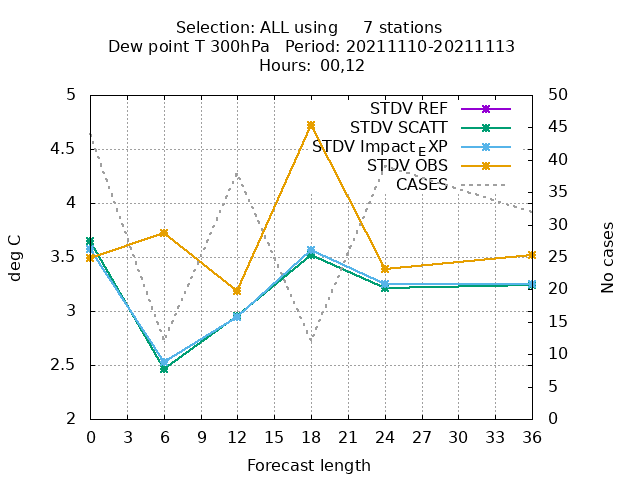 Selection: ALL using 7 stations
Dew point T 300hPa Period: 20211110-20211113
Hours: 00,12
5 50
STDV REF
STDV SCATT 45
4.5 STDV Impact_EXP
40
STDV OBS
CASES 35
4
30
3.5 25
deg C No cases
20
3
15
2.5 10
5
2 0
0 3 6 9 12 15 18 21 24 27 30 33 36
Forecast length